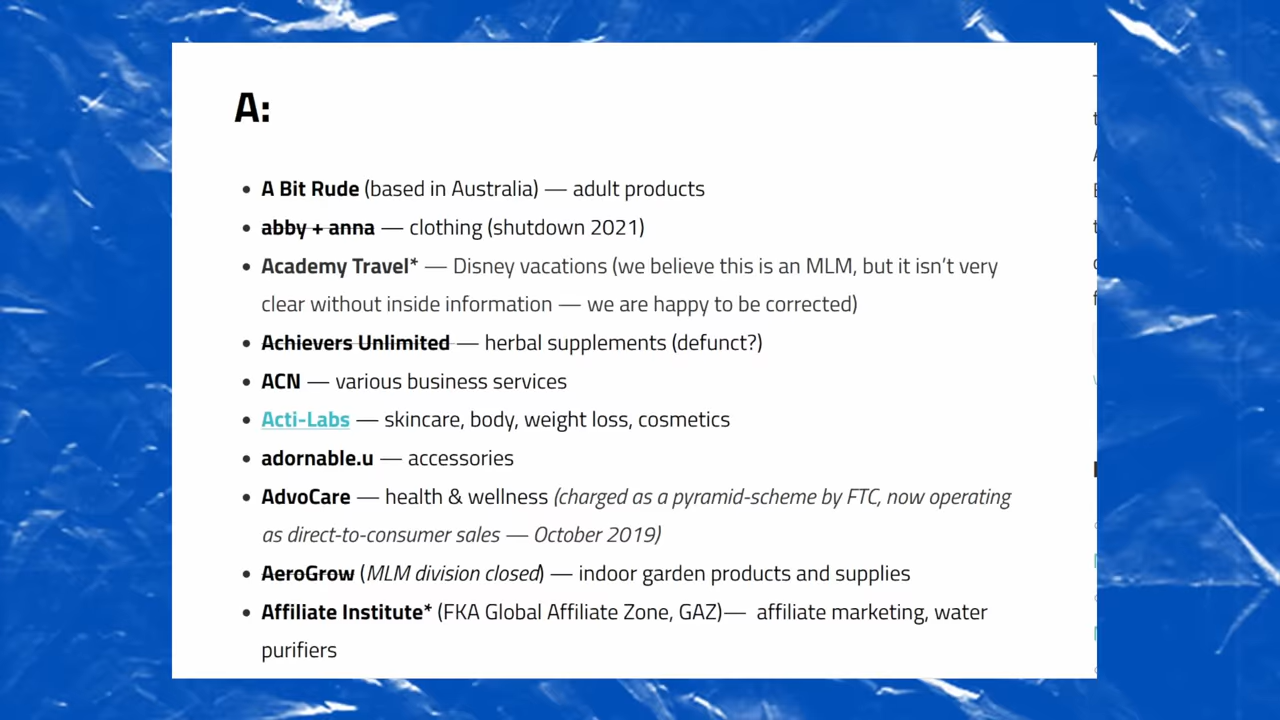 A:
• A Bit Rude (based in Australia) — adult products
• abby + anna — clothing (shutdown 2021)
• Academy Travel* — Disney vacations (we believe this is an MLM, but it isn’t very
clear without inside information — we are happy to be corrected)
• Achievers Unlimited — herbal supplements (defunct?)
• ACN — various business services
• Acti-Labs — skincare, body, weight loss, cosmetics
• adornable.u — accessories
• AdvoCare — health & wellness (charged as a pyramid-scheme by FTC, now operating
as direct-to-consumer sales — October 2019)
• AeroGrow (MLM division closed) — indoor garden products and supplies
• Affiliate Institute* (FKA Global Affiliate Zone, GAZ)— affiliate marketing, water
purifiers